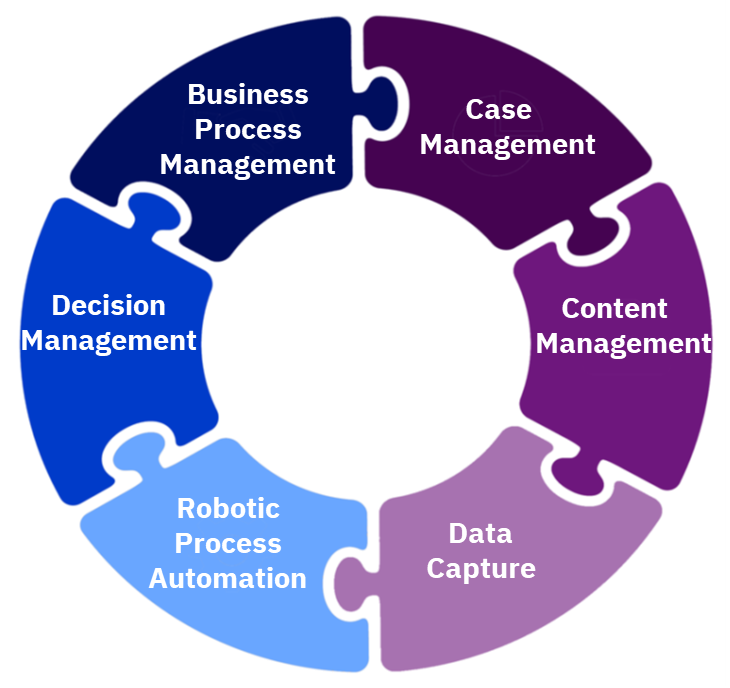 Business
Process
Management
Case
Management
Content
Management
Data
Capture
Robotic
Process
Automation
Decision
Management